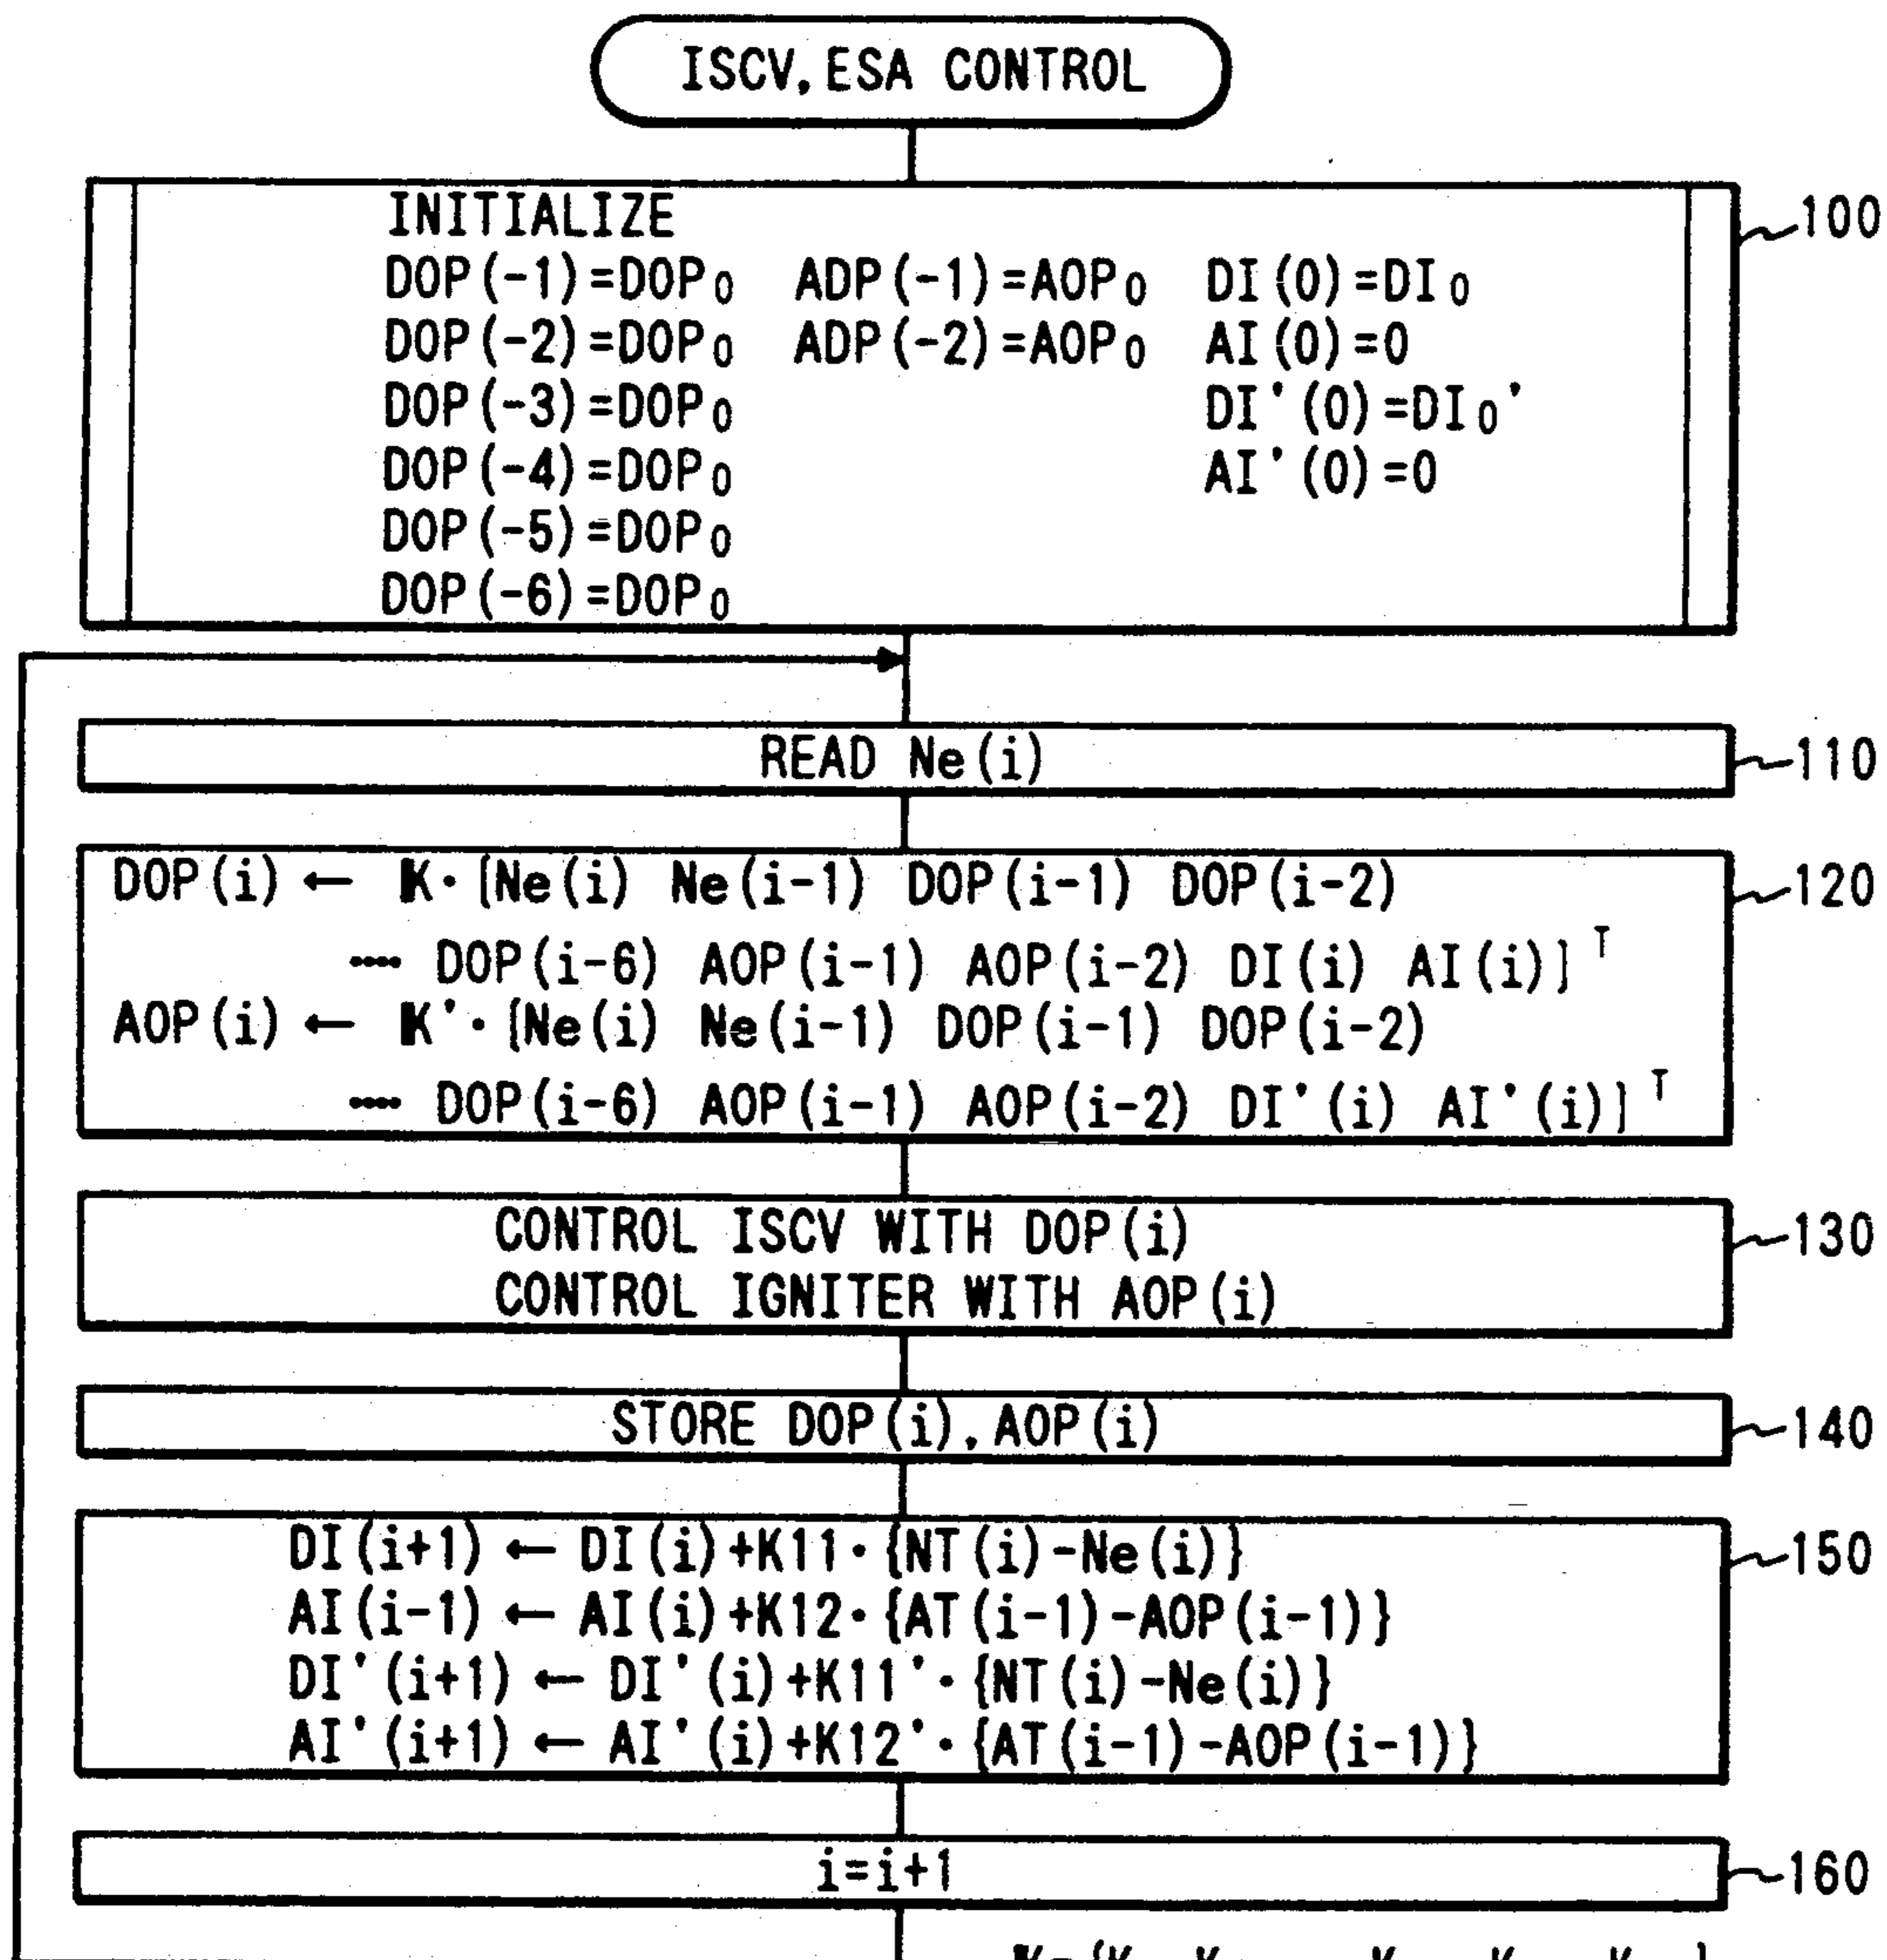 ISCV, ESA CONTROL
INITIALIZE
DOP(-1)=DOP₀ ADP(-1)=AOP₀ DI(0)=DI₀
DOP(-2)=DOP₀ ADP(-2)=AOP₀ AI(0)=0
DOP(-3)=DOP₀ DI'(0)=DI₀'
DOP(-4)=DOP₀ AI'(0)=0
DOP(-5)=DOP₀
DOP(-6)=DOP₀
100
READ Ne(i)
110
DOP(i) ← K·[Ne(i) Ne(i-1) DOP(i-1) DOP(i-2)
···· DOP(i-6) AOP(i-1) AOP(i-2) DI(i) AI(i)]ᵀ
AOP(i) ← K'·[Ne(i) Ne(i-1) DOP(i-1) DOP(i-2)
···· DOP(i-6) AOP(i-1) AOP(i-2) DI'(i) AI'(i)]ᵀ
120
CONTROL ISCV WITH DOP(i)
CONTROL IGNITER WITH AOP(i)
130
STORE DOP(i), AOP(i)
140
DI(i+1) ← DI(i)+K11·{NT(i)-Ne(i)}
AI(i-1) ← AI(i)+K12·{AT(i-1)-AOP(i-1)}
DI'(i+1) ← DI'(i)+K11'·{NT(i)-Ne(i)}
AI'(i+1) ← AI'(i)+K12'·{AT(i-1)-AOP(i-1)}
150
i=i+1
160